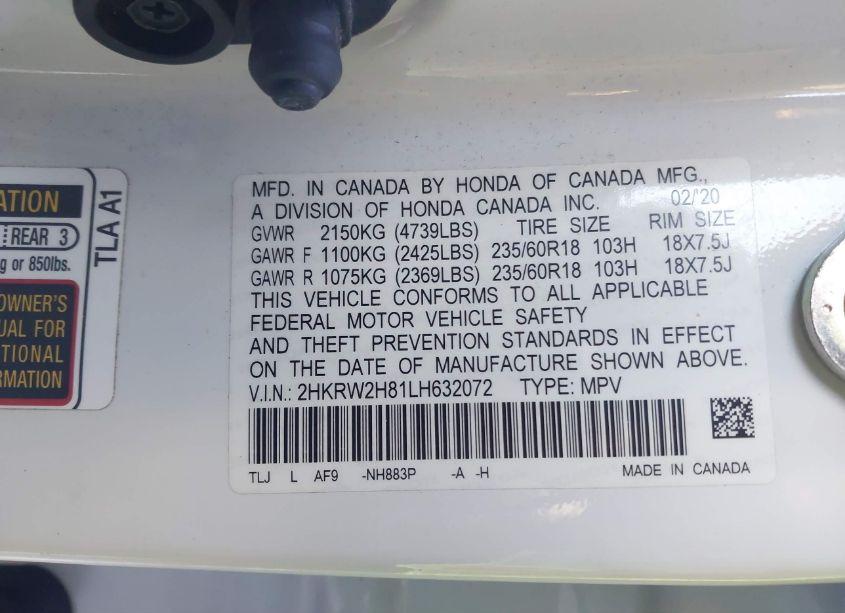 ATION
REAR 3
g or 850lbs.
OWNER'S
UAL FOR
ITIONAL
ORMATION
TLA A1
MFD. IN CANADA BY HONDA OF CANADA MFG.,
A DIVISION OF HONDA CANADA INC. 02/'20
GVWR 2150KG (4739LBS) TIRE SIZE RIM SIZE
GAWR F 1100KG (2425LBS) 235/60R18 103H 18X7.5J
GAWR R 1075KG (2369LBS) 235/60R18 103H 18X7.5J
THIS VEHICLE CONFORMS TO ALL APPLICABLE
FEDERAL MOTOR VEHICLE SAFETY
AND THEFT PREVENTION STANDARDS IN EFFECT
ON THE DATE OF MANUFACTURE SHOWN ABOVE.
V.I.N.: 2HKRW2H81LH632072 TYPE: MPV
TLJ L AF9 -NH883P -A -H MADE IN CANADA